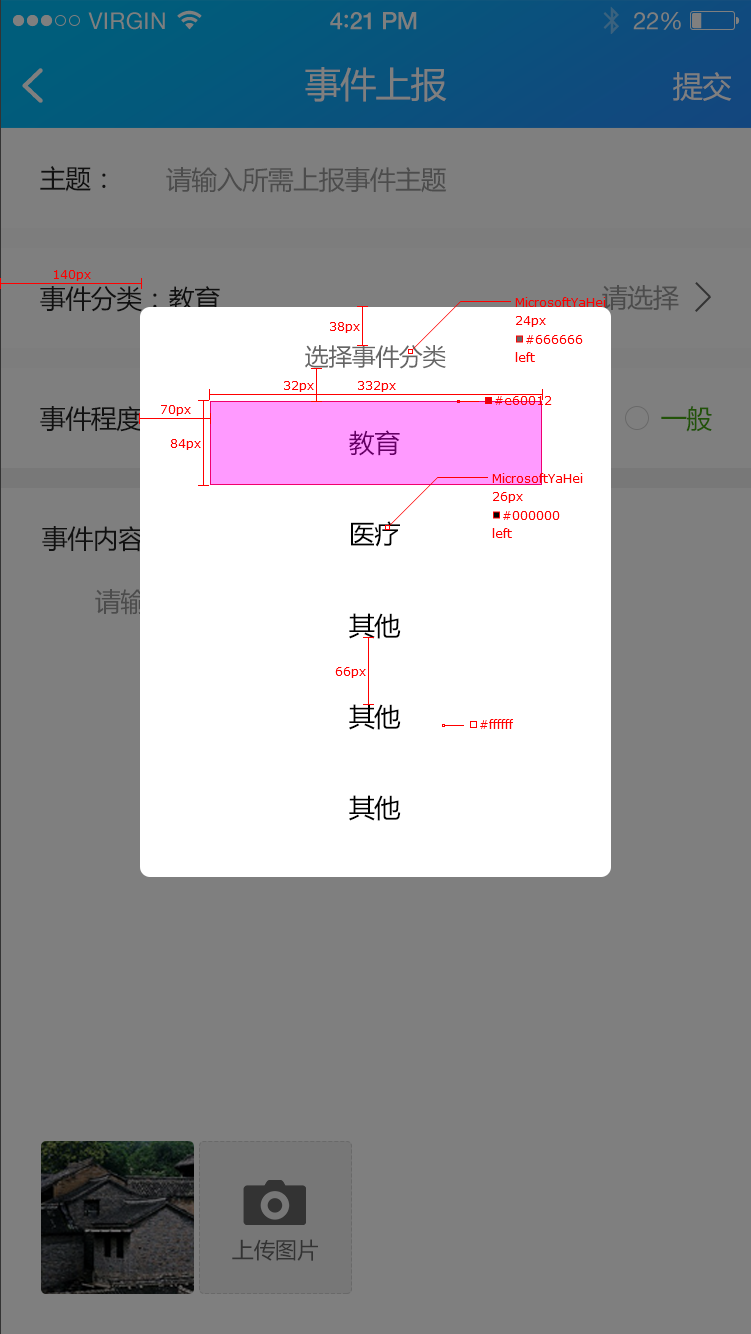 VIRGIN 4:21 PM 22%
事件上报 提交
主题： 请输入所需上报事件主题
140px
事件分类：教育 请选择
MicrosoftYaHei
24px
#666666
left
38px
选择事件分类
32px 332px
#e60012
70px
事件程度 一般
84px
教育
MicrosoftYaHei
26px
#000000
left
医疗
事件内容
请输
其他
66px
其他
#ffffff
其他
上传图片